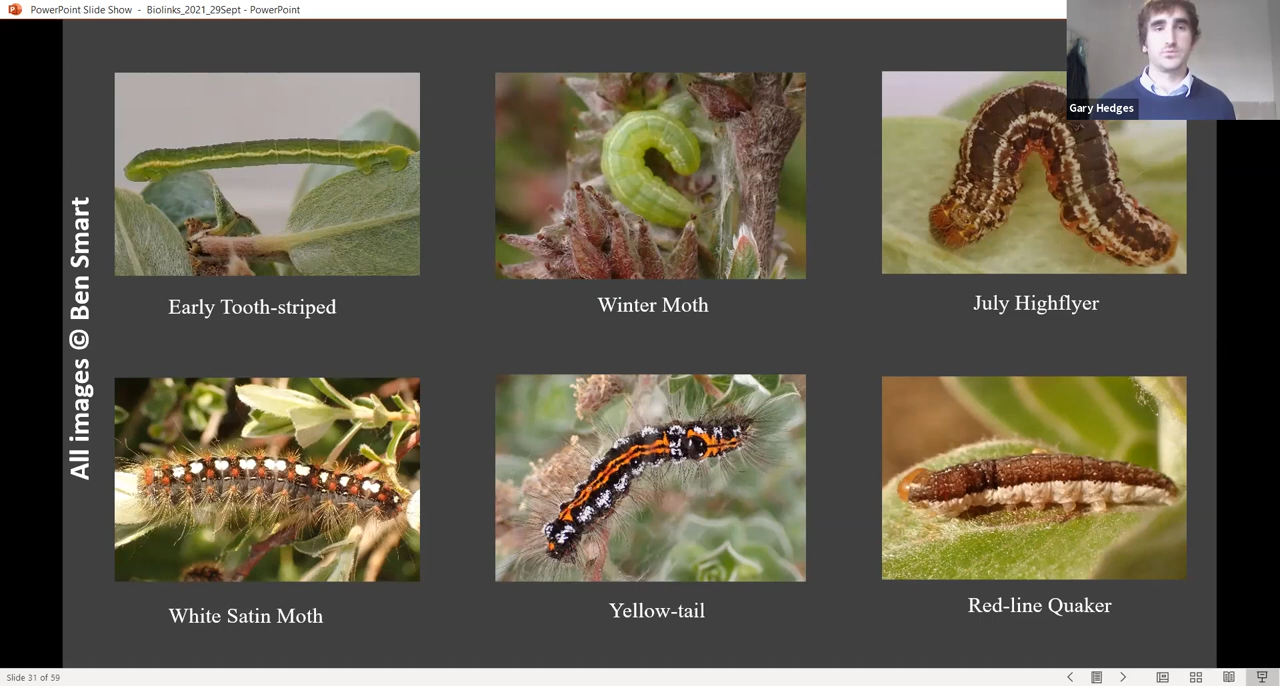 PowerPoint Slide Show - Biolinks_2021_29Sept - PowerPoint
Gary Hedges
All images © Ben Smart
Early Tooth-striped
Winter Moth
July Highflyer
White Satin Moth
Yellow-tail
Red-line Quaker
Slide 31 of 59